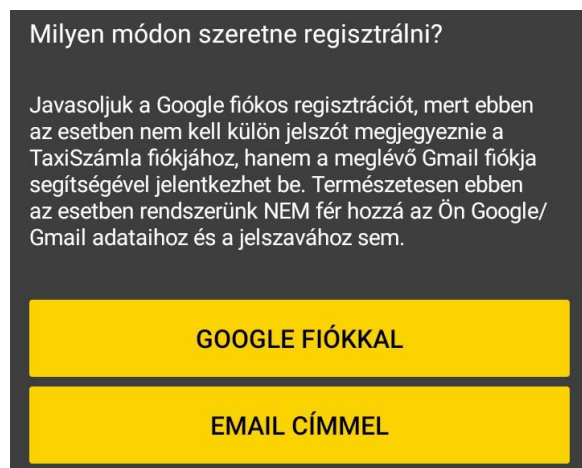 Milyen módon szeretne regisztrálni?
Javasoljuk a Google fiókos regisztrációt, mert ebben
az esetben nem kell külön jelszót megjegyeznie a
TaxiSzámla fiókjához, hanem a meglévő Gmail fiókja
segítségével jelentkezhet be. Természetesen ebben
az esetben rendszerünk NEM fér hozzá az Ön Google/
Gmail adataihoz és a jelszavához sem.
GOOGLE FIÓKKAL
EMAIL CÍMMEL